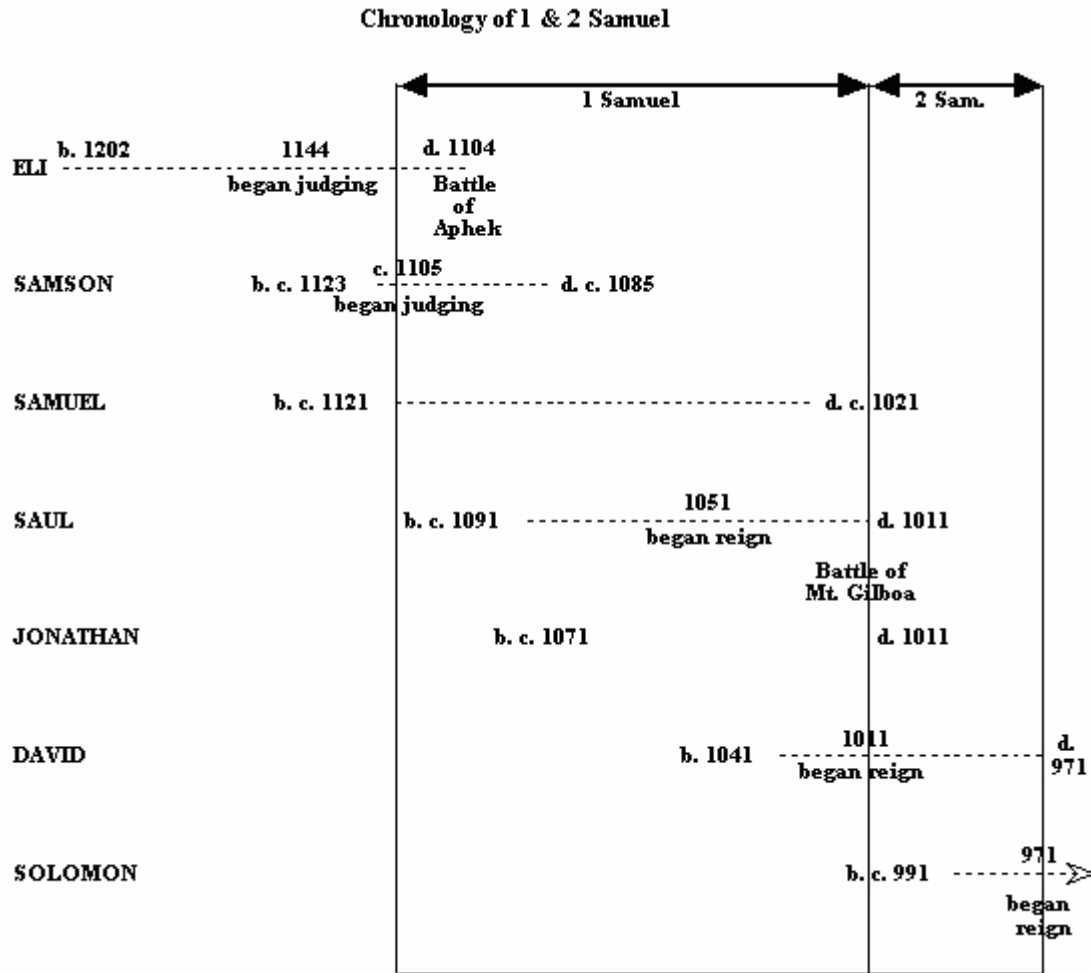 Chronology of 1 & 2 Samuel
1 Samuel
2 Sam.
ELI
b. 1202
1144
began judging
d. 1104
Battle
of
Aphek
SAMSON
b. c. 1123
c. 1105
began judging
d. c. 1085
SAMUEL
b. c. 1121
d. c. 1021
SAUL
b. c. 1091
1051
began reign
d. 1011
Battle of
Mt. Gilboa
JONATHAN
b. c. 1071
d. 1011
DAVID
b. 1041
1011
began reign
d.
971
SOLOMON
b. c. 991
971
began
reign